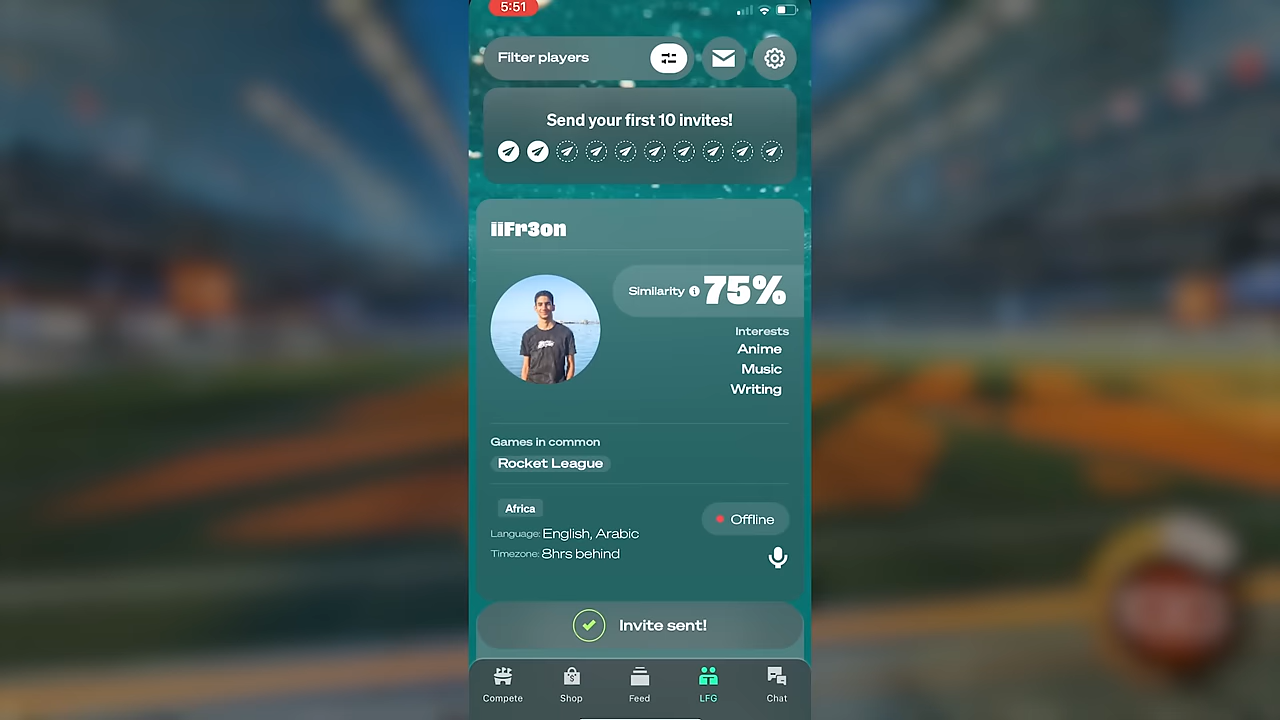 5:51
Filter players
Send your first 10 invites!
iiFr3on
Similarity 75%
Interests
Anime
Music
Writing
Games in common
Rocket League
Africa
Offline
Language: English, Arabic
Timezone: 8hrs behind
Invite sent!
Compete Shop Feed LFG Chat